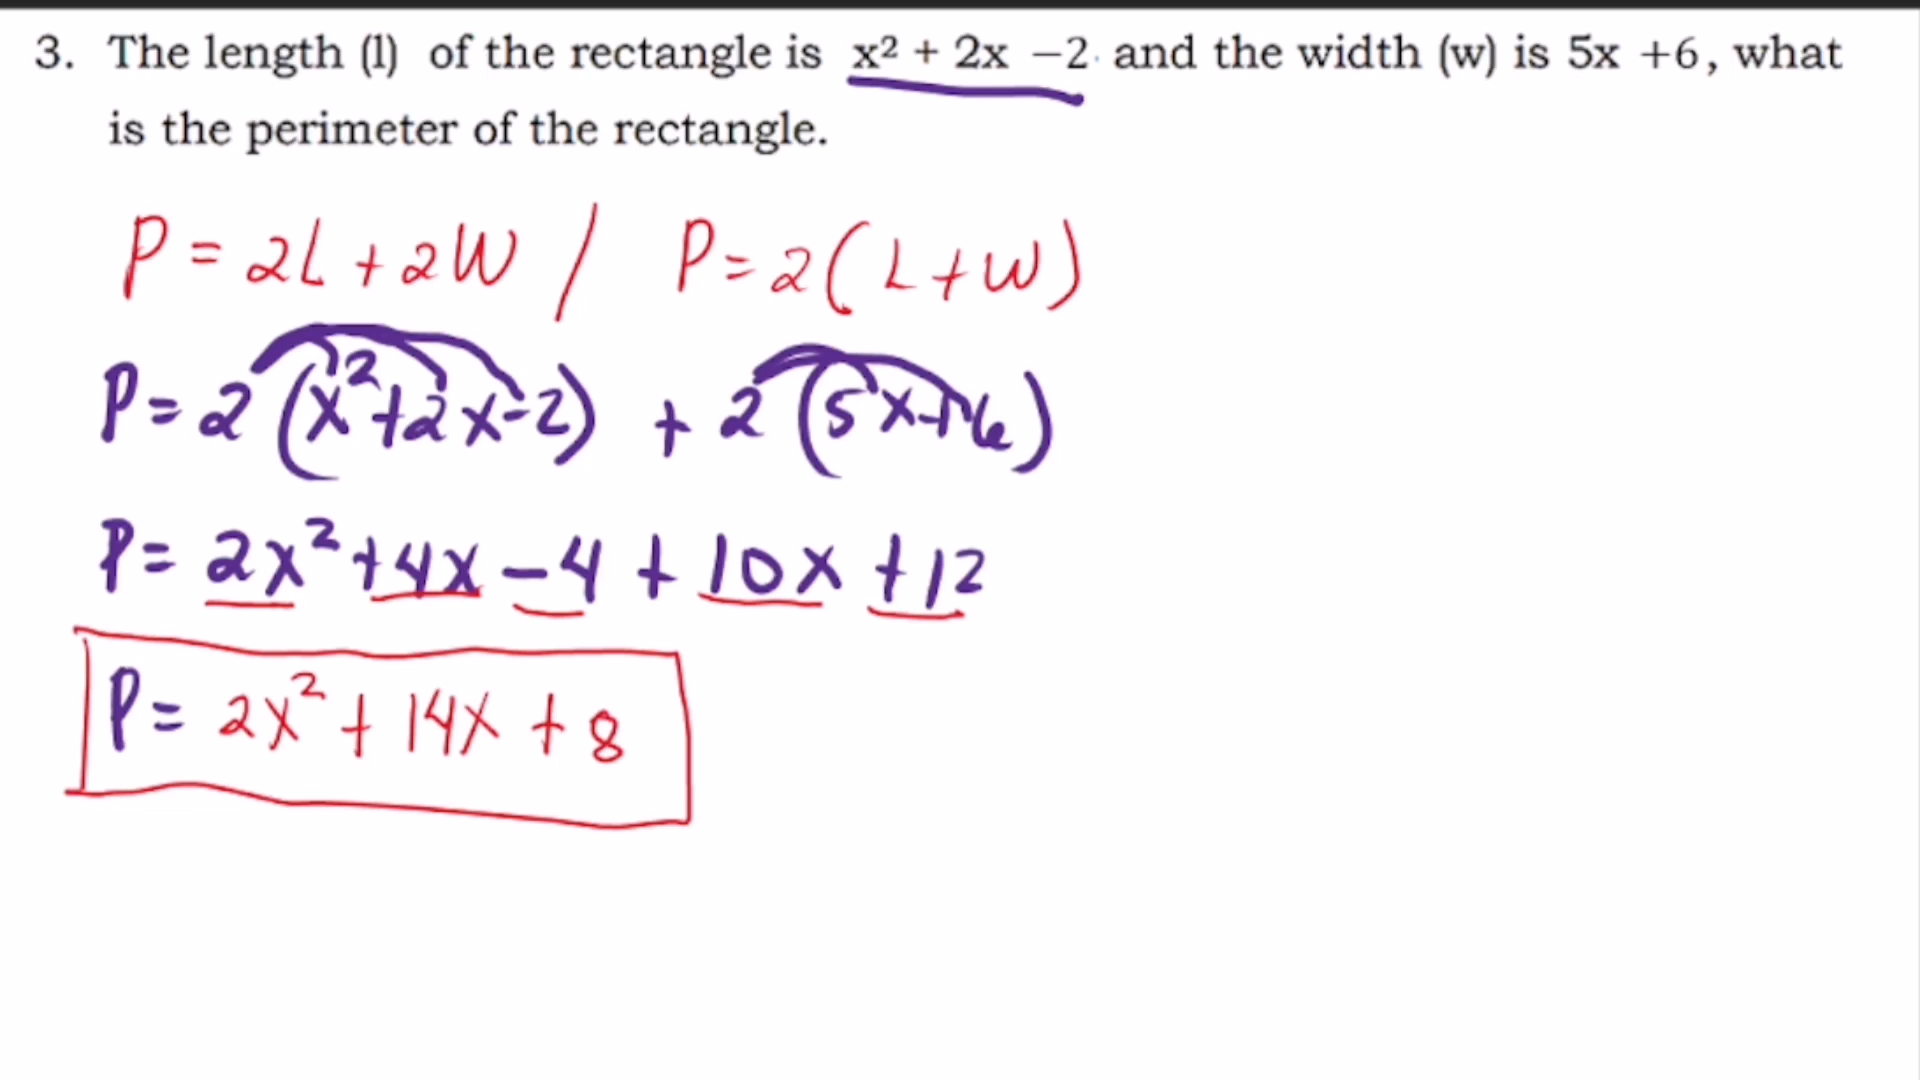 3. The length (l) of the rectangle is x² + 2x −2 and the width (w) is 5x +6, what
is the perimeter of the rectangle.
P = 2L + 2W / P = 2(L+W)
P = 2(x²+2x-2) + 2(5x+6)
P = 2x²+4x -4 + 10x +12
P = 2x² + 14x + 8